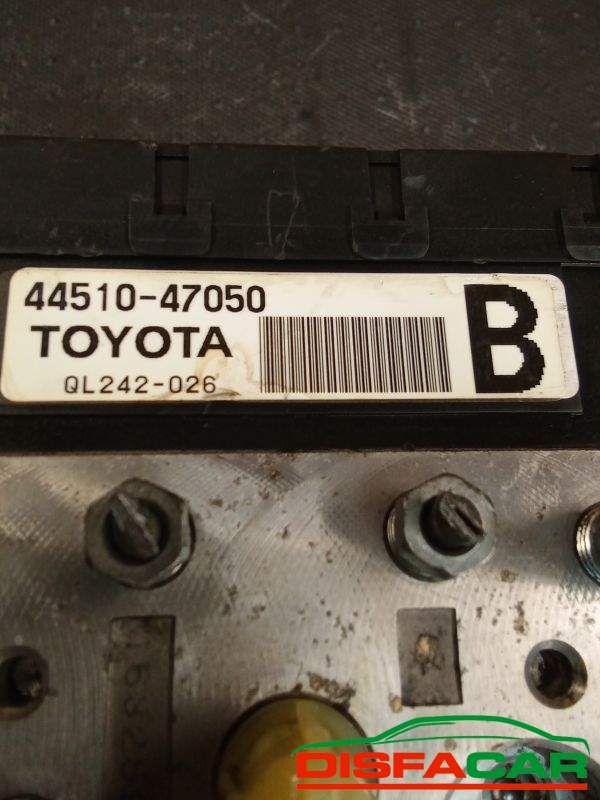 44510-47050
TOYOTA
QL242-026
B
DISFACAR